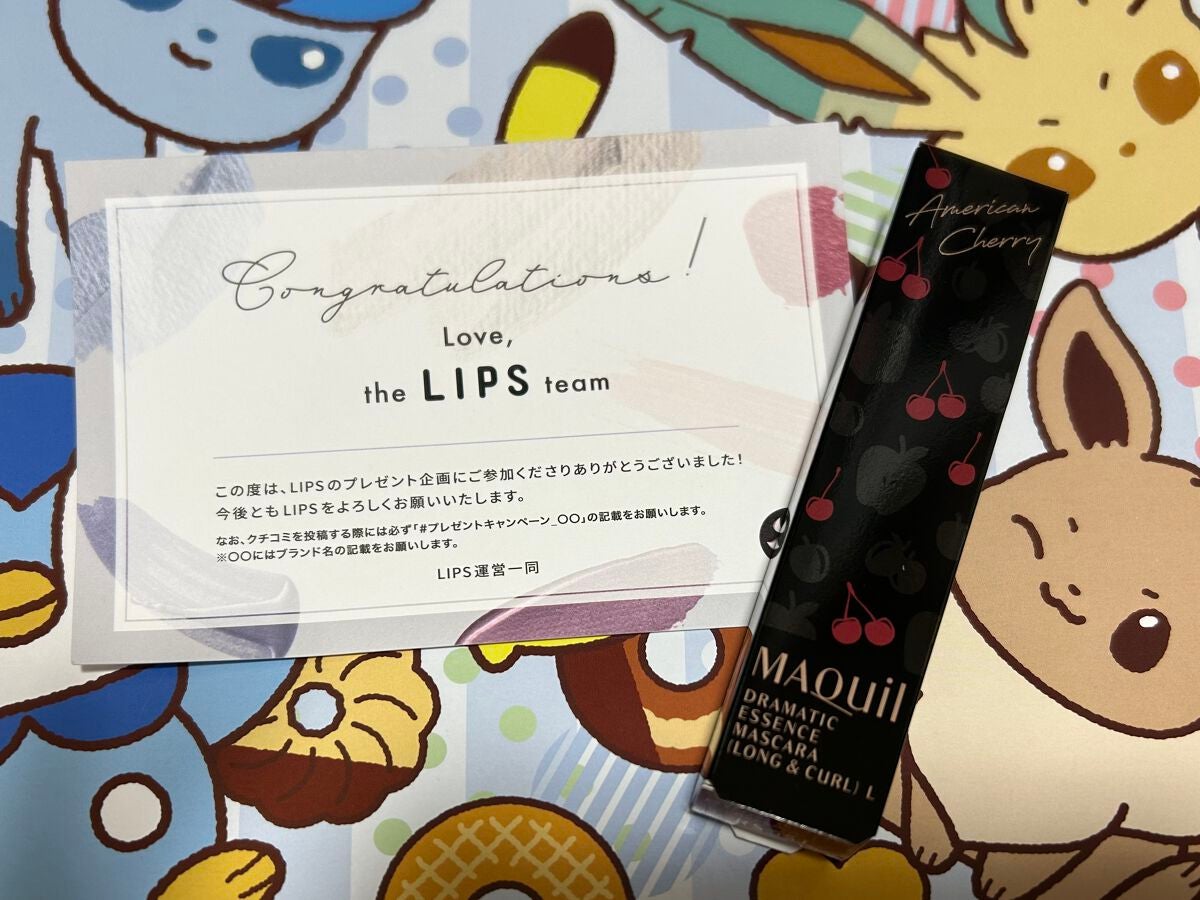 Congratulations!
Love,
the LIPS team
この度は、LIPSのプレゼント企画にご参加くださりありがとうございました!
今後ともLIPSをよろしくお願いいたします。
なお、クチコミを投稿する際には必ず「#プレゼントキャンペーン_〇〇」の記載をお願いします。
※〇〇にはブランド名の記載をお願いします。
LIPS運営一同
American
Cherry
MAQuil
DRAMATIC
ESSENCE
MASCARA
(LONG & CURL) L